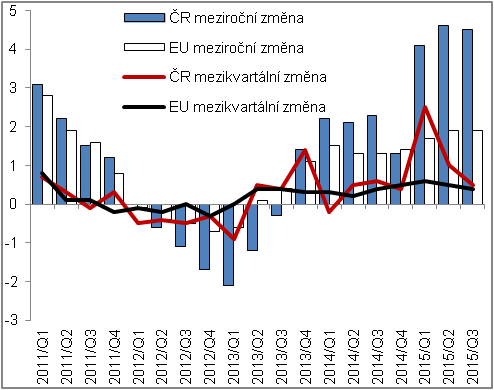 5
4
3
2
1
0
-1
-2
-3
ČR meziroční změna
EU meziroční změna
ČR mezikvartální změna
EU mezikvartální změna
2011/Q1
2011/Q2
2011/Q3
2011/Q4
2012/Q1
2012/Q2
2012/Q3
2012/Q4
2013/Q1
2013/Q2
2013/Q3
2013/Q4
2014/Q1
2014/Q2
2014/Q3
2014/Q4
2015/Q1
2015/Q2
2015/Q3